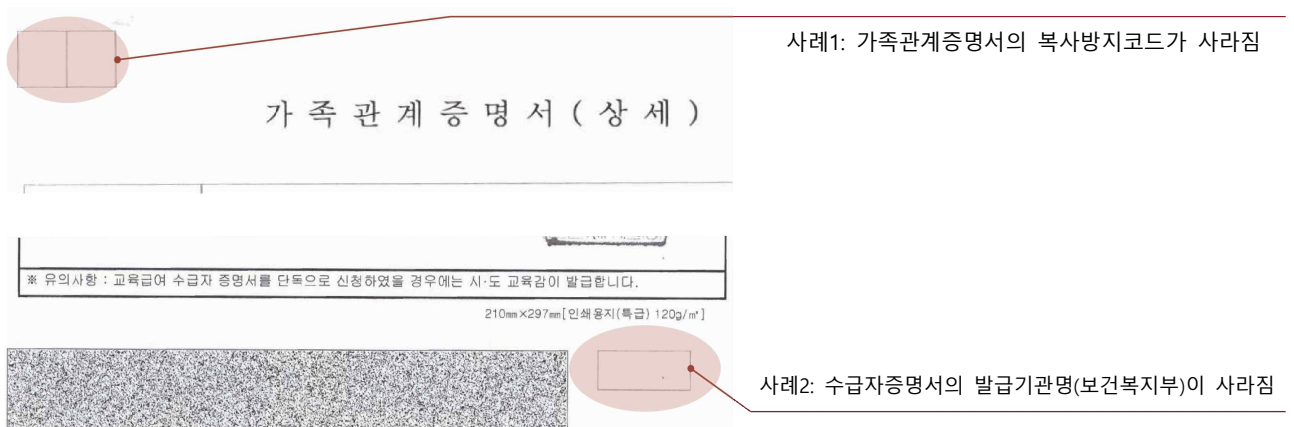 사례1: 가족관계증명서의 복사방지코드가 사라짐
가 족 관 계 증 명 서 ( 상 세 )
※ 유의사항 : 교육급여 수급자 증명서를 단독으로 신청하였을 경우에는 시·도 교육감이 발급합니다.
210mm×297mm[인쇄용지(특급) 120g/㎡]
사례2: 수급자증명서의 발급기관명(보건복지부)이 사라짐